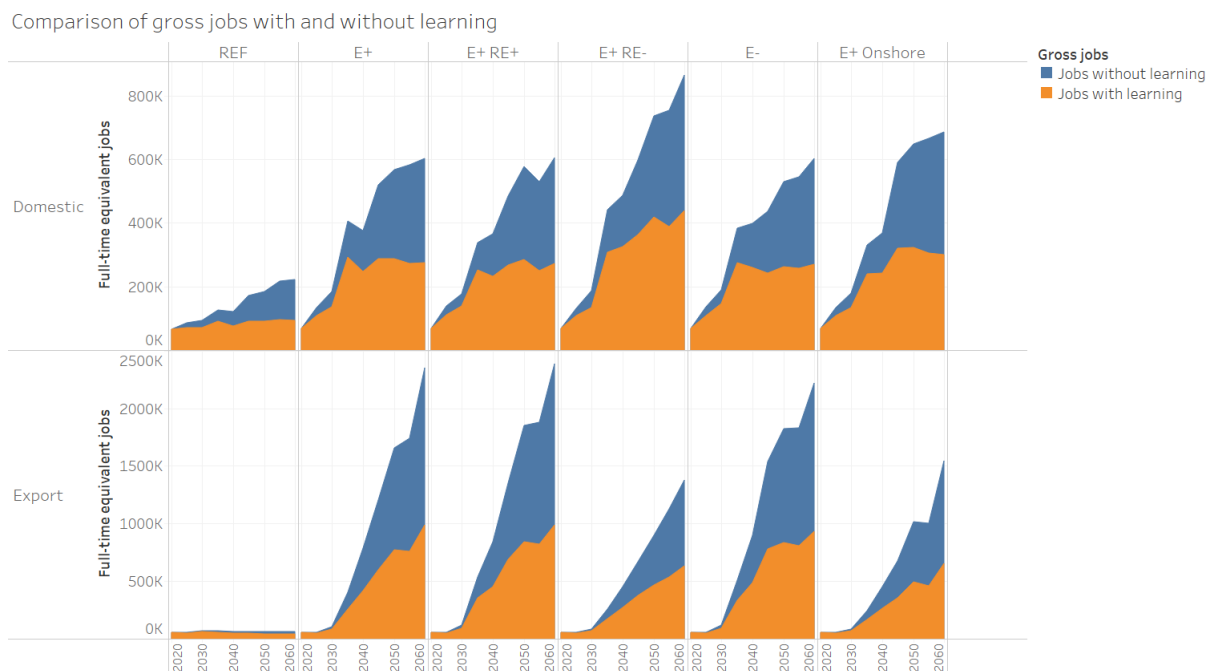 Comparison of gross jobs with and without learning
REF E+ E+ RE+ E+ RE- E- E+ Onshore
Gross jobs
Jobs without learning
Jobs with learning
Domestic
Full-time equivalent jobs
800K
600K
400K
200K
0K
Export
Full-time equivalent jobs
2500K
2000K
1500K
1000K
500K
0K
2020 2030 2040 2050 2060 2020 2030 2040 2050 2060 2020 2030 2040 2050 2060 2020 2030 2040 2050 2060 2020 2030 2040 2050 2060 2020 2030 2040 2050 2060